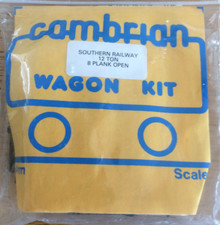 cambrian
SOUTHERN RAILWAY
12 TON
8 PLANK OPEN
WAGON KIT
Scale